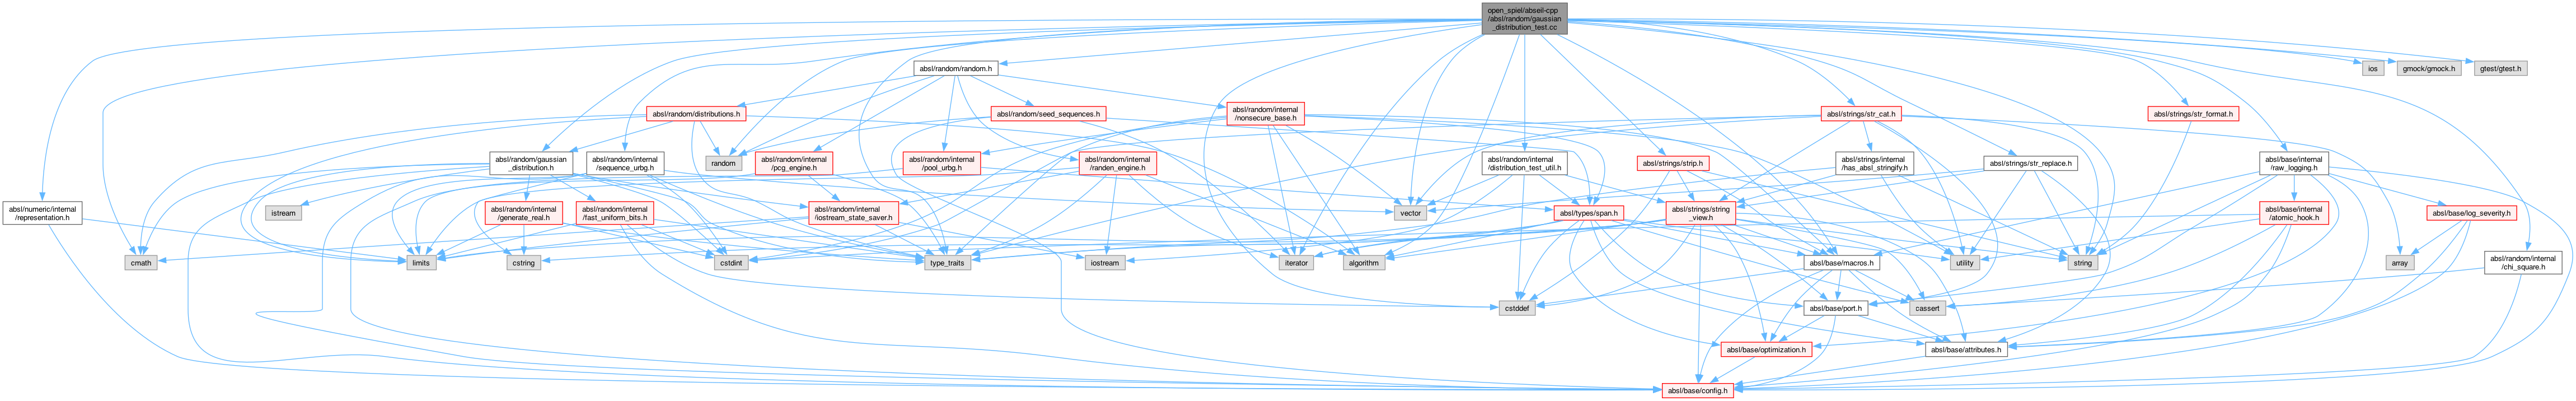 open_spiel/abseil-cpp
/absl/random/gaussian
_distribution_test.cc
absl/random/random.h
ios
gmock/gmock.h
gtest/gtest.h
absl/random/distributions.h
absl/random/seed_sequences.h
absl/random/internal
/nonsecure_base.h
absl/strings/str_cat.h
absl/strings/str_format.h
random
absl/random/gaussian
_distribution.h
absl/random/internal
/sequence_urbg.h
absl/random/internal
/pcg_engine.h
absl/random/internal
/pool_urbg.h
absl/random/internal
/randen_engine.h
absl/random/internal
/distribution_test_util.h
absl/strings/strip.h
absl/strings/internal
/has_absl_stringify.h
absl/strings/str_replace.h
absl/base/internal
/raw_logging.h
absl/numeric/internal
/representation.h
istream
absl/random/internal
/generate_real.h
absl/random/internal
/fast_uniform_bits.h
absl/random/internal
/iostream_state_saver.h
vector
absl/types/span.h
absl/strings/string
_view.h
absl/base/internal
/atomic_hook.h
absl/base/log_severity.h
cmath
limits
cstring
cstdint
type_traits
iostream
iterator
algorithm
absl/base/macros.h
utility
string
array
absl/random/internal
/chi_square.h
cstddef
absl/base/port.h
cassert
absl/base/optimization.h
absl/base/attributes.h
absl/base/config.h